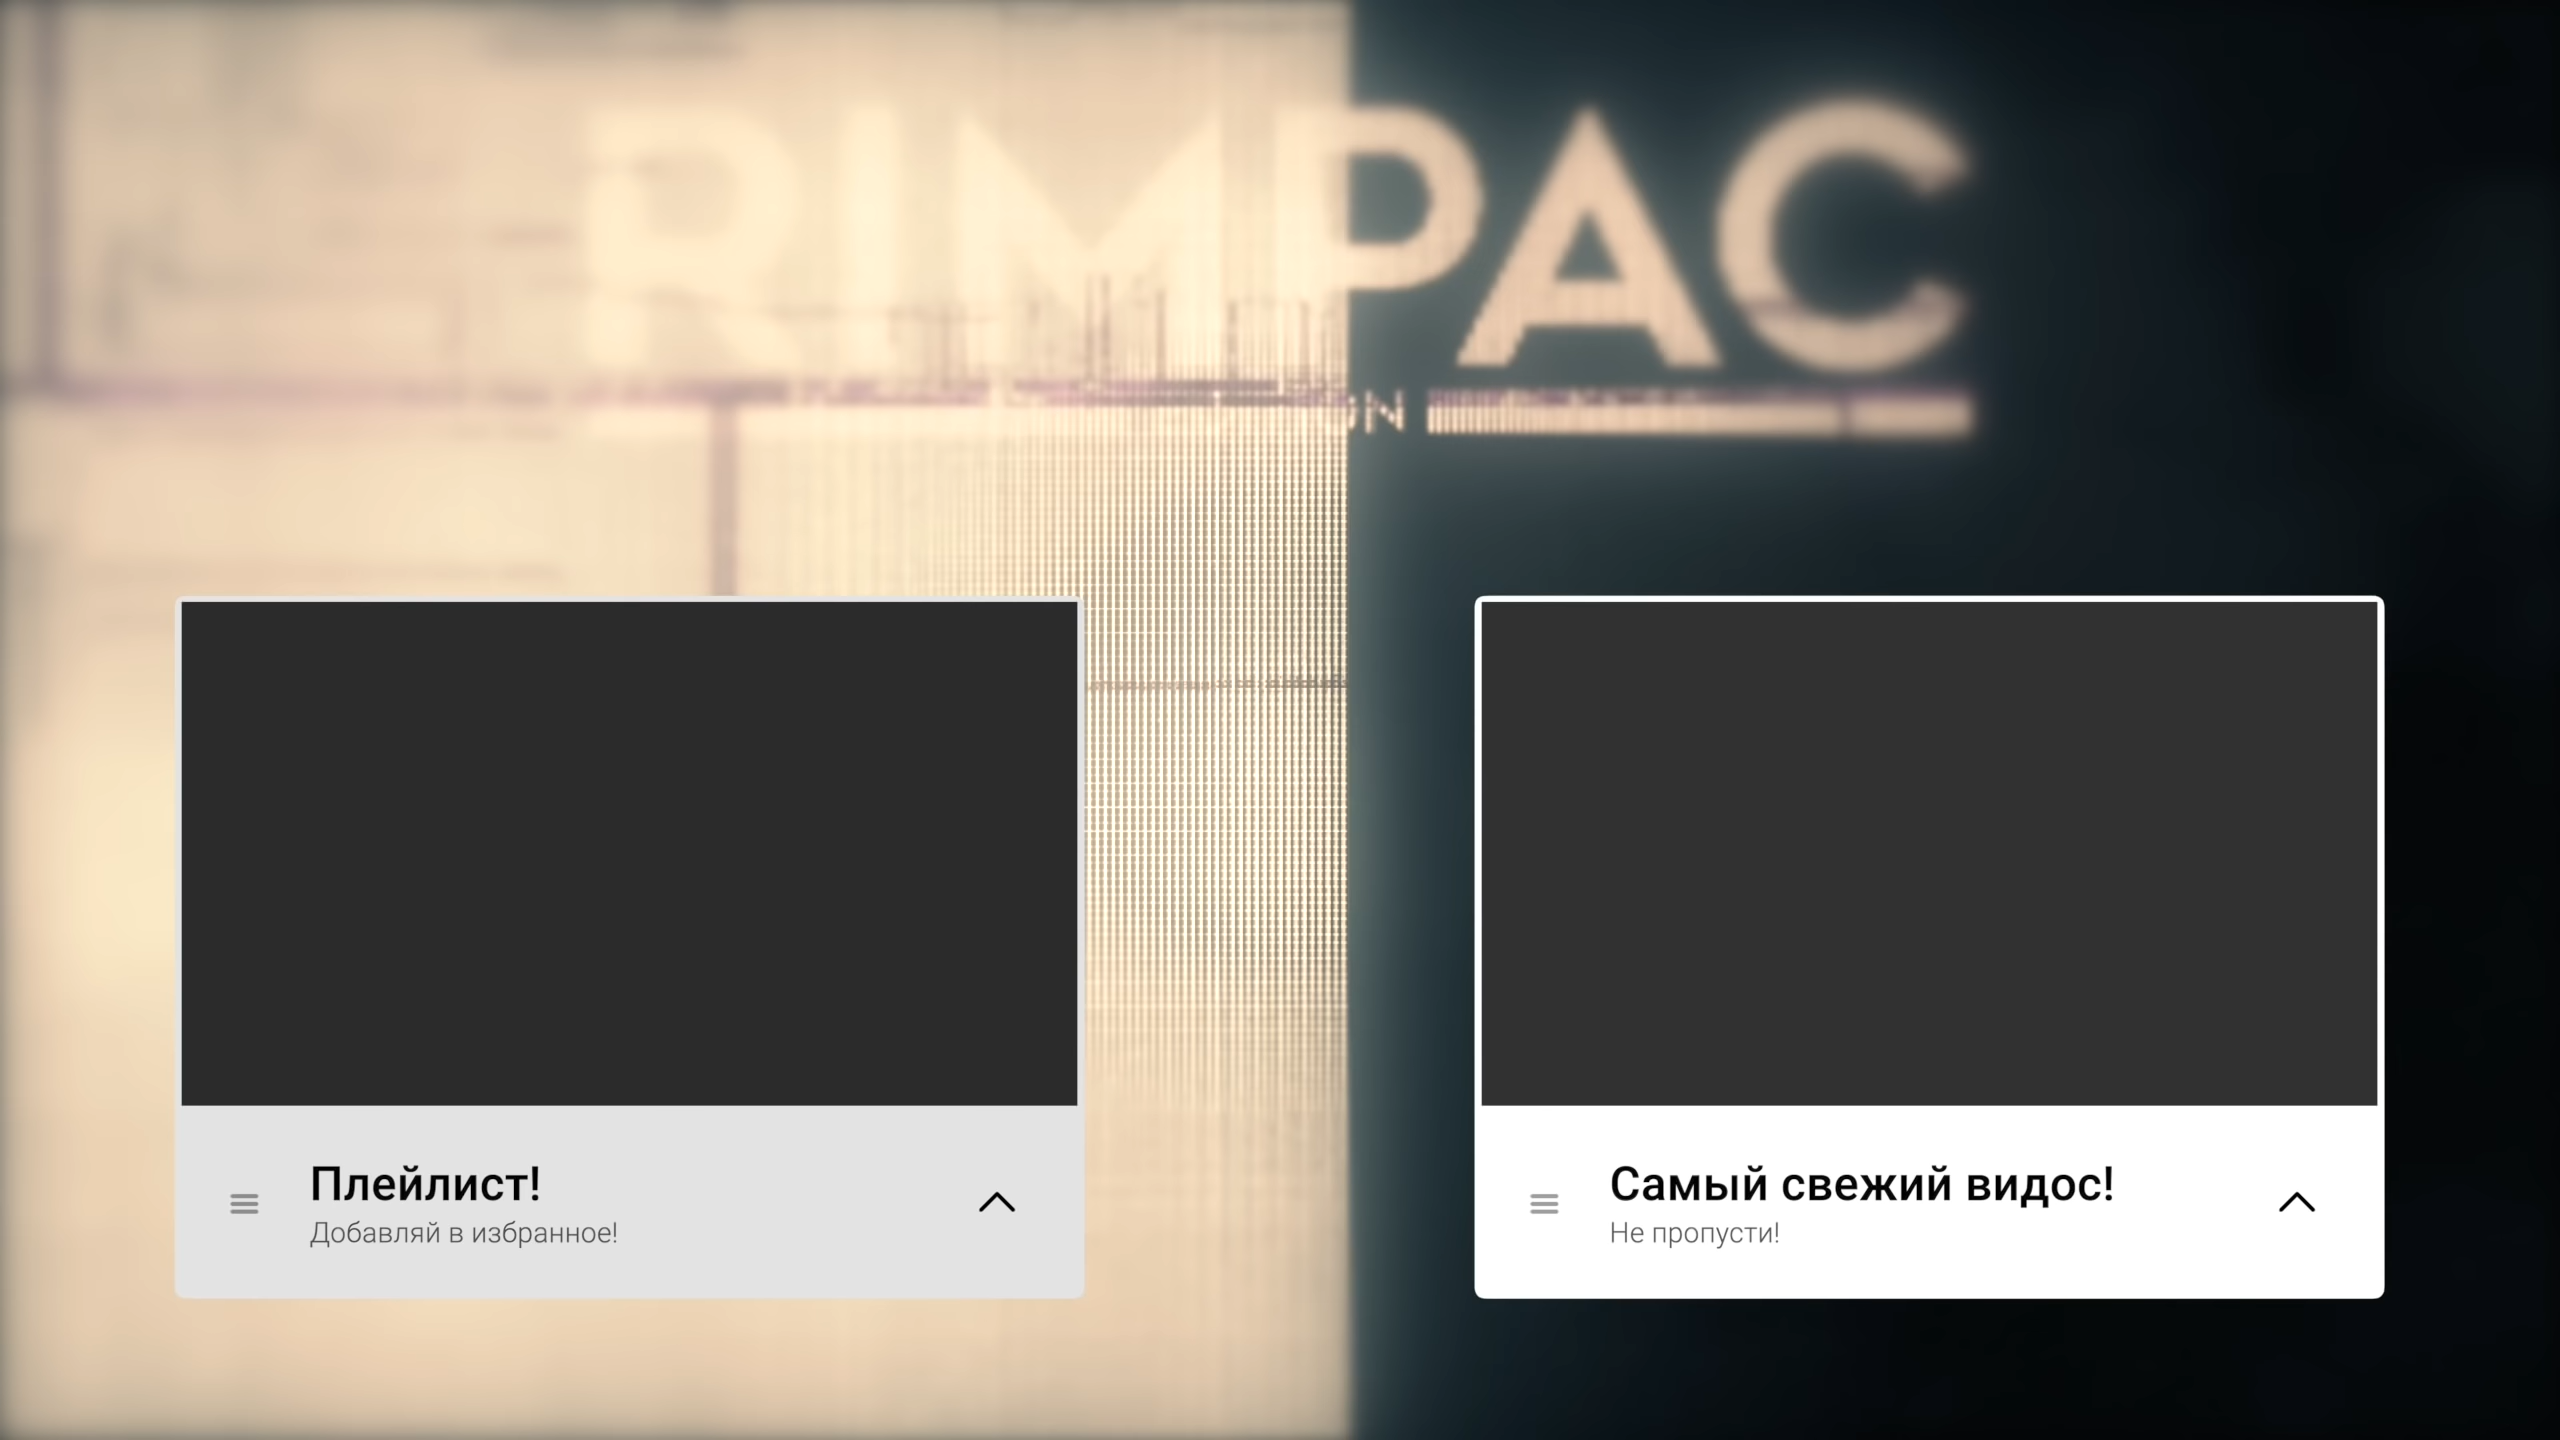 RIMPAC
Плейлист!
Добавляй в избранное!
Самый свежий видос!
Не пропусти!